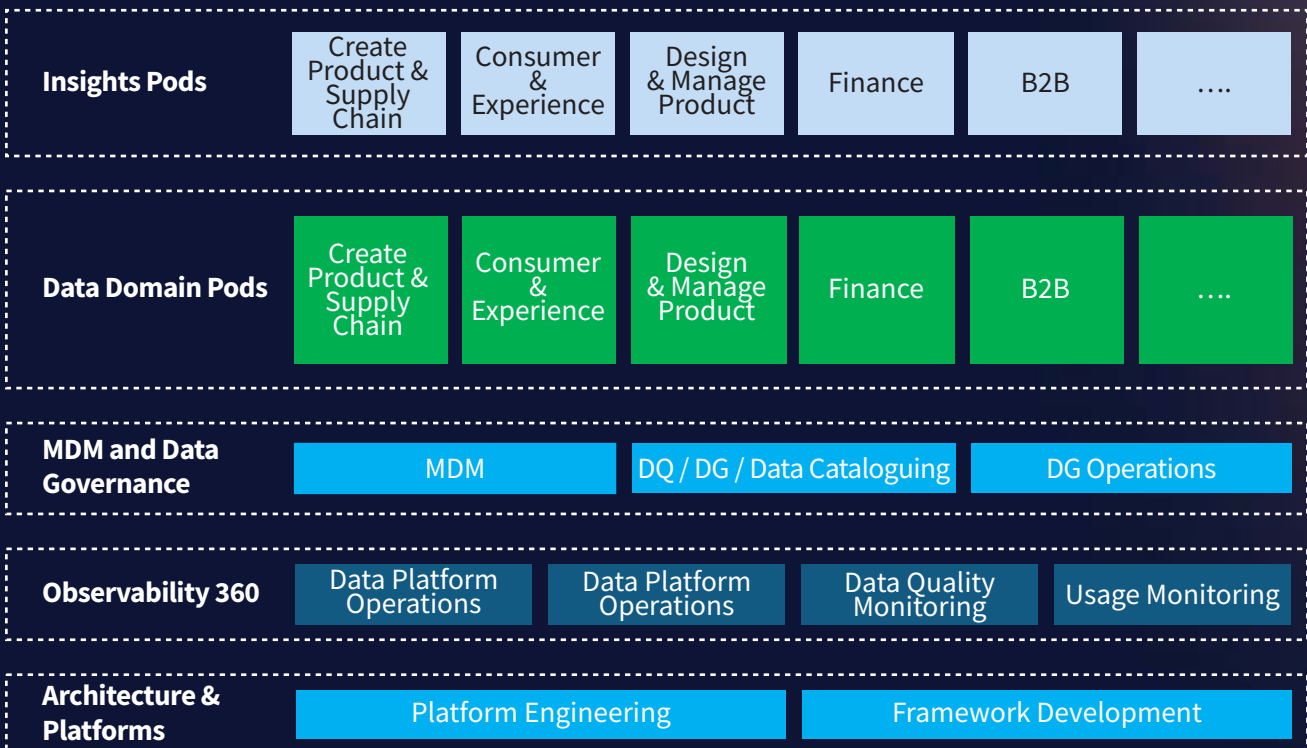 Insights Pods
Create
Product &
Supply
Chain
Consumer
&
Experience
Design
& Manage
Product
Finance
B2B
....
Data Domain Pods
Create
Product &
Supply
Chain
Consumer
&
Experience
Design
& Manage
Product
Finance
B2B
....
MDM and Data
Governance
MDM
DQ / DG / Data Cataloguing
DG Operations
Observability 360
Data Platform
Operations
Data Platform
Operations
Data Quality
Monitoring
Usage Monitoring
Architecture &
Platforms
Platform Engineering
Framework Development